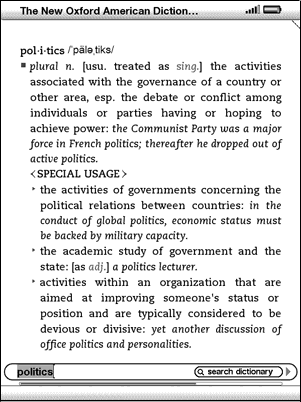 The New Oxford American Diction...
pol·i·tics /ˈpäləˌtiks/
■ plural n. [usu. treated as sing.] the activities
associated with the governance of a country or
other area, esp. the debate or conflict among
individuals or parties having or hoping to
achieve power: the Communist Party was a major
force in French politics; thereafter he dropped out of
active politics.
<SPECIAL USAGE>
‣ the activities of governments concerning the
political relations between countries: in the
conduct of global politics, economic status must
be backed by military capacity.
‣ the academic study of government and the
state: [as adj.] a politics lecturer.
‣ activities within an organization that are
aimed at improving someone's status or
position and are typically considered to be
devious or divisive: yet another discussion of
office politics and personalities.
politics
search dictionary